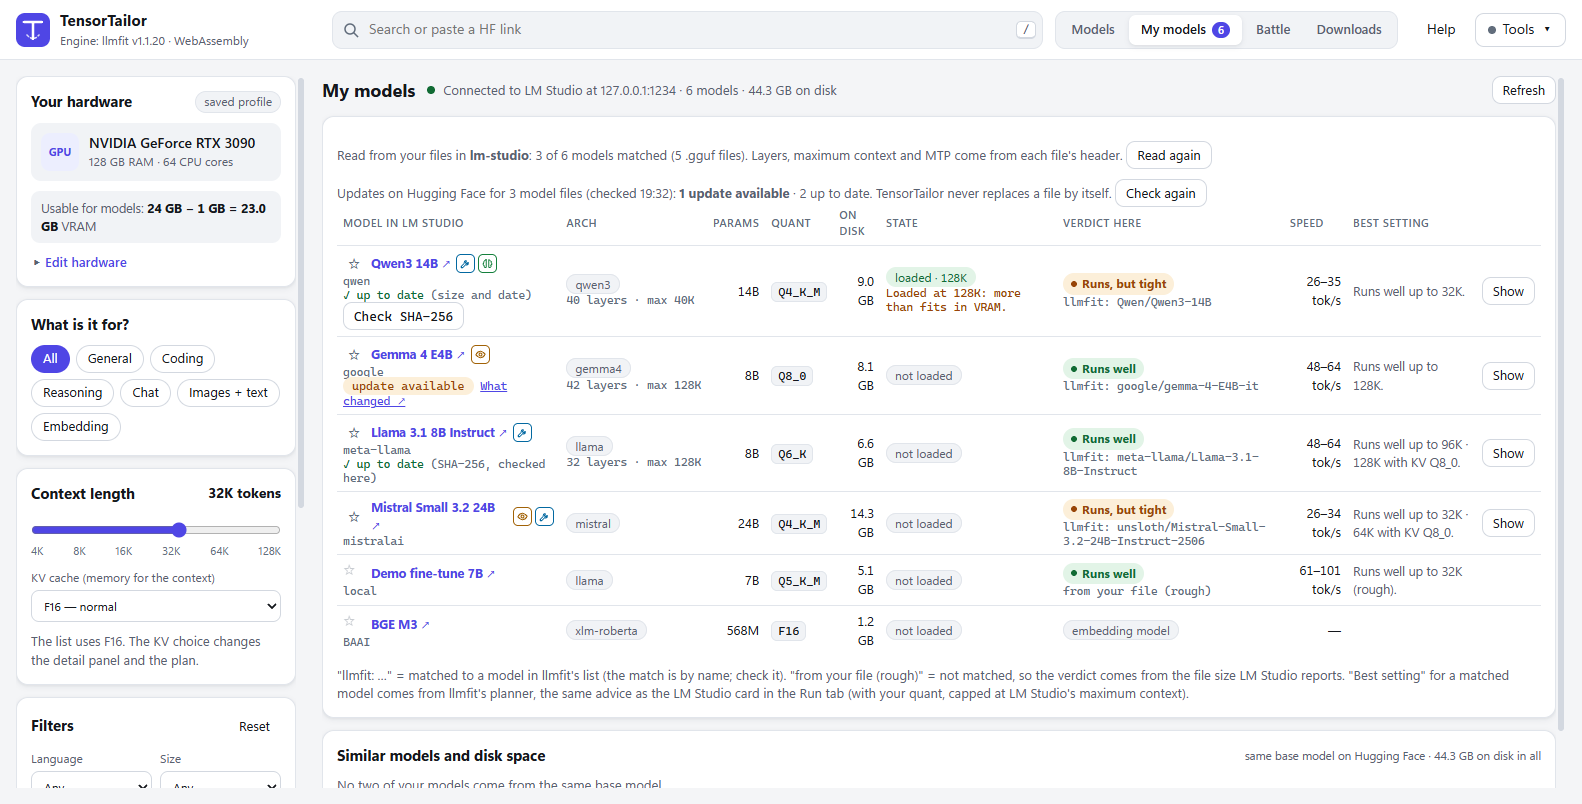 TensorTailor
Engine: llmfit v1.1.20 · WebAssembly
Search or paste a HF link
/
Models
My models 6
Battle
Downloads
Help
Tools ▾
Your hardware
saved profile
GPU
NVIDIA GeForce RTX 3090
128 GB RAM · 64 CPU cores
Usable for models: 24 GB − 1 GB = 23.0
GB VRAM
▸ Edit hardware
What is it for?
All
General
Coding
Reasoning
Chat
Images + text
Embedding
Context length
32K tokens
4K 8K 16K 32K 64K 128K
KV cache (memory for the context)
F16 — normal
The list uses F16. The KV choice changes
the detail panel and the plan.
Filters
Reset
Language
Size
Any
Any
My models
Connected to LM Studio at 127.0.0.1:1234 · 6 models · 44.3 GB on disk
Refresh
Read from your files in lm-studio: 3 of 6 models matched (5 .gguf files). Layers, maximum context and MTP come from each file's header. Read again
Updates on Hugging Face for 3 model files (checked 19:32): 1 update available · 2 up to date. TensorTailor never replaces a file by itself. Check again
MODEL IN LM STUDIO
ARCH
PARAMS
QUANT
ON
DISK
STATE
VERDICT HERE
SPEED
BEST SETTING
☆ Qwen3 14B ↗
qwen
✓ up to date (size and date)
Check SHA-256
qwen3
40 layers · max 40K
14B
Q4_K_M
9.0
GB
loaded · 128K
Loaded at 128K: more
than fits in VRAM.
Runs, but tight
llmfit: Qwen/Qwen3-14B
26–35
tok/s
Runs well up to 32K.
Show
☆ Gemma 4 E4B ↗
google
update available What
changed ↗
gemma4
42 layers · max 128K
8B
Q8_0
8.1
GB
not loaded
Runs well
llmfit: google/gemma-4-E4B-it
48–64
tok/s
Runs well up to
128K.
Show
☆ Llama 3.1 8B Instruct ↗
meta-llama
✓ up to date (SHA-256, checked
here)
llama
32 layers · max 128K
8B
Q6_K
6.6
GB
not loaded
Runs well
llmfit: meta-llama/Llama-3.1-
8B-Instruct
48–64
tok/s
Runs well up to 96K ·
128K with KV Q8_0.
Show
☆ Mistral Small 3.2 24B
↗
mistralai
mistral
24B
Q4_K_M
14.3
GB
not loaded
Runs, but tight
llmfit: unsloth/Mistral-Small-
3.2-24B-Instruct-2506
26–34
tok/s
Runs well up to 32K ·
64K with KV Q8_0.
Show
☆ Demo fine-tune 7B ↗
local
llama
7B
Q5_K_M
5.1
GB
not loaded
Runs well
from your file (rough)
61–101
tok/s
Runs well up to 32K
(rough).
☆ BGE M3 ↗
BAAI
xlm-roberta
568M
F16
1.2
GB
not loaded
embedding model
—
"llmfit: ..." = matched to a model in llmfit's list (the match is by name; check it). "from your file (rough)" = not matched, so the verdict comes from the file size LM Studio reports. "Best setting" for a matched
model comes from llmfit's planner, the same advice as the LM Studio card in the Run tab (with your quant, capped at LM Studio's maximum context).
Similar models and disk space
same base model on Hugging Face · 44.3 GB on disk in all
No two of your models come from the same base model